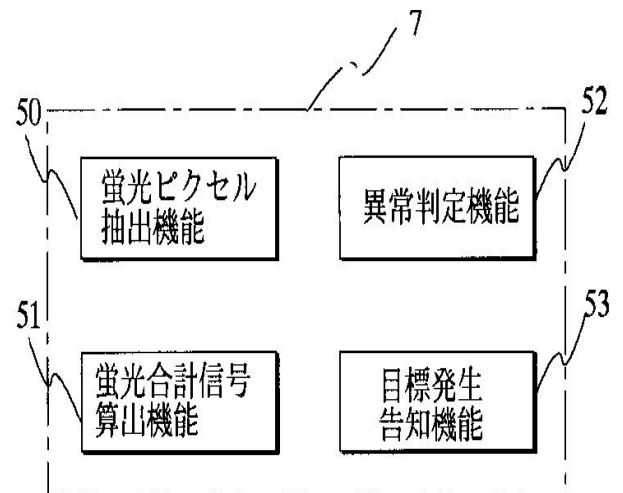 7
50
52
蛍光ピクセル
抽出機能
異常判定機能
51
53
蛍光合計信号
算出機能
目標発生
告知機能